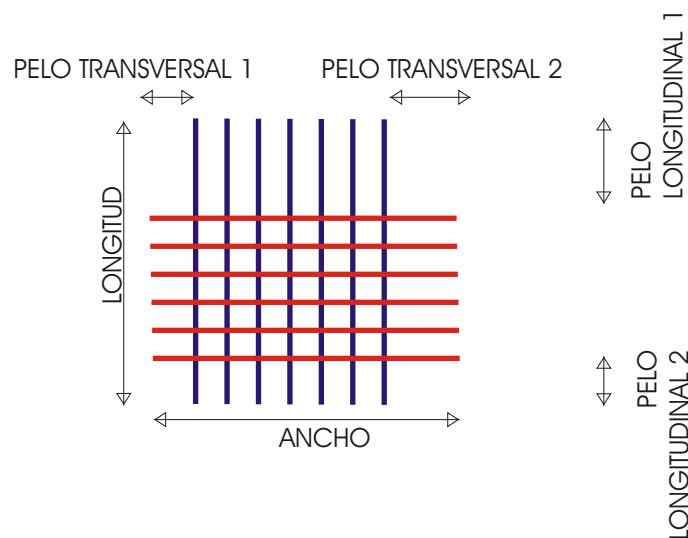 PELO TRANSVERSAL 1
PELO TRANSVERSAL 2
PELO
LONGITUDINAL 1
LONGITUD
PELO
LONGITUDINAL 2
ANCHO